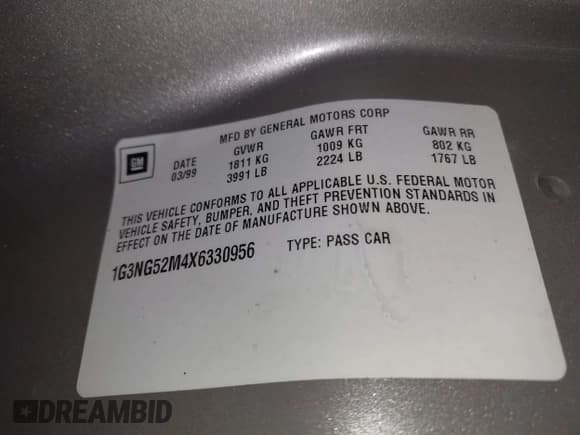 MFD BY GENERAL MOTORS CORP
GM
DATE GVWR GAWR FRT GAWR RR
03/99 1811 KG 1009 KG 802 KG
3991 LB 2224 LB 1767 LB
THIS VEHICLE CONFORMS TO ALL APPLICABLE U.S. FEDERAL MOTOR
VEHICLE SAFETY, BUMPER, AND THEFT PREVENTION STANDARDS IN
EFFECT ON THE DATE OF MANUFACTURE SHOWN ABOVE.
1G3NG52M4X6330956 TYPE: PASS CAR
DREAMBID